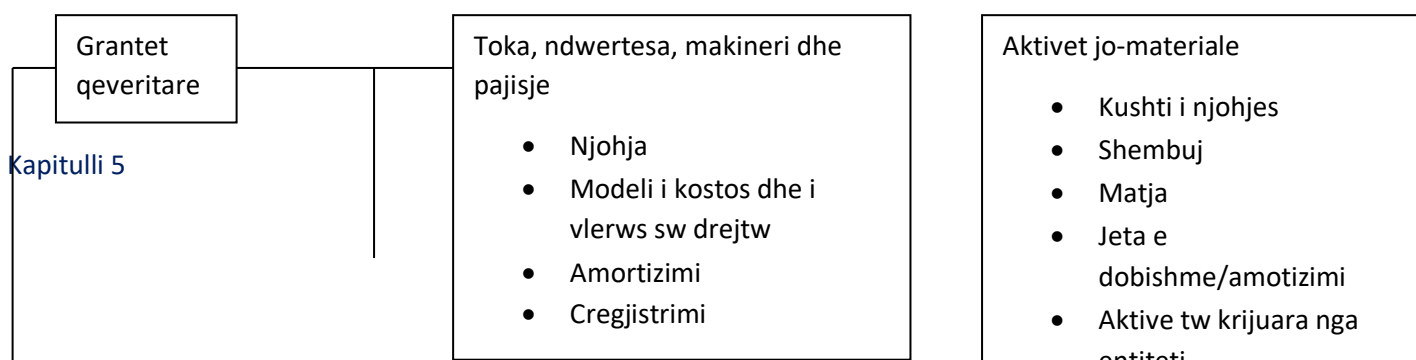 Grantet
qeveritare
Kapitulli 5
Toka, ndwertesa, makineri dhe
pajisje
• Njohja
• Modeli i kostos dhe i
vlerws sw drejtw
• Amortizimi
• Cregjistrimi
Aktivet jo-materiale
• Kushti i njohjes
• Shembuj
• Matja
• Jeta e
dobishme/amotizimi
• Aktive tw krijuara nga
entiteti